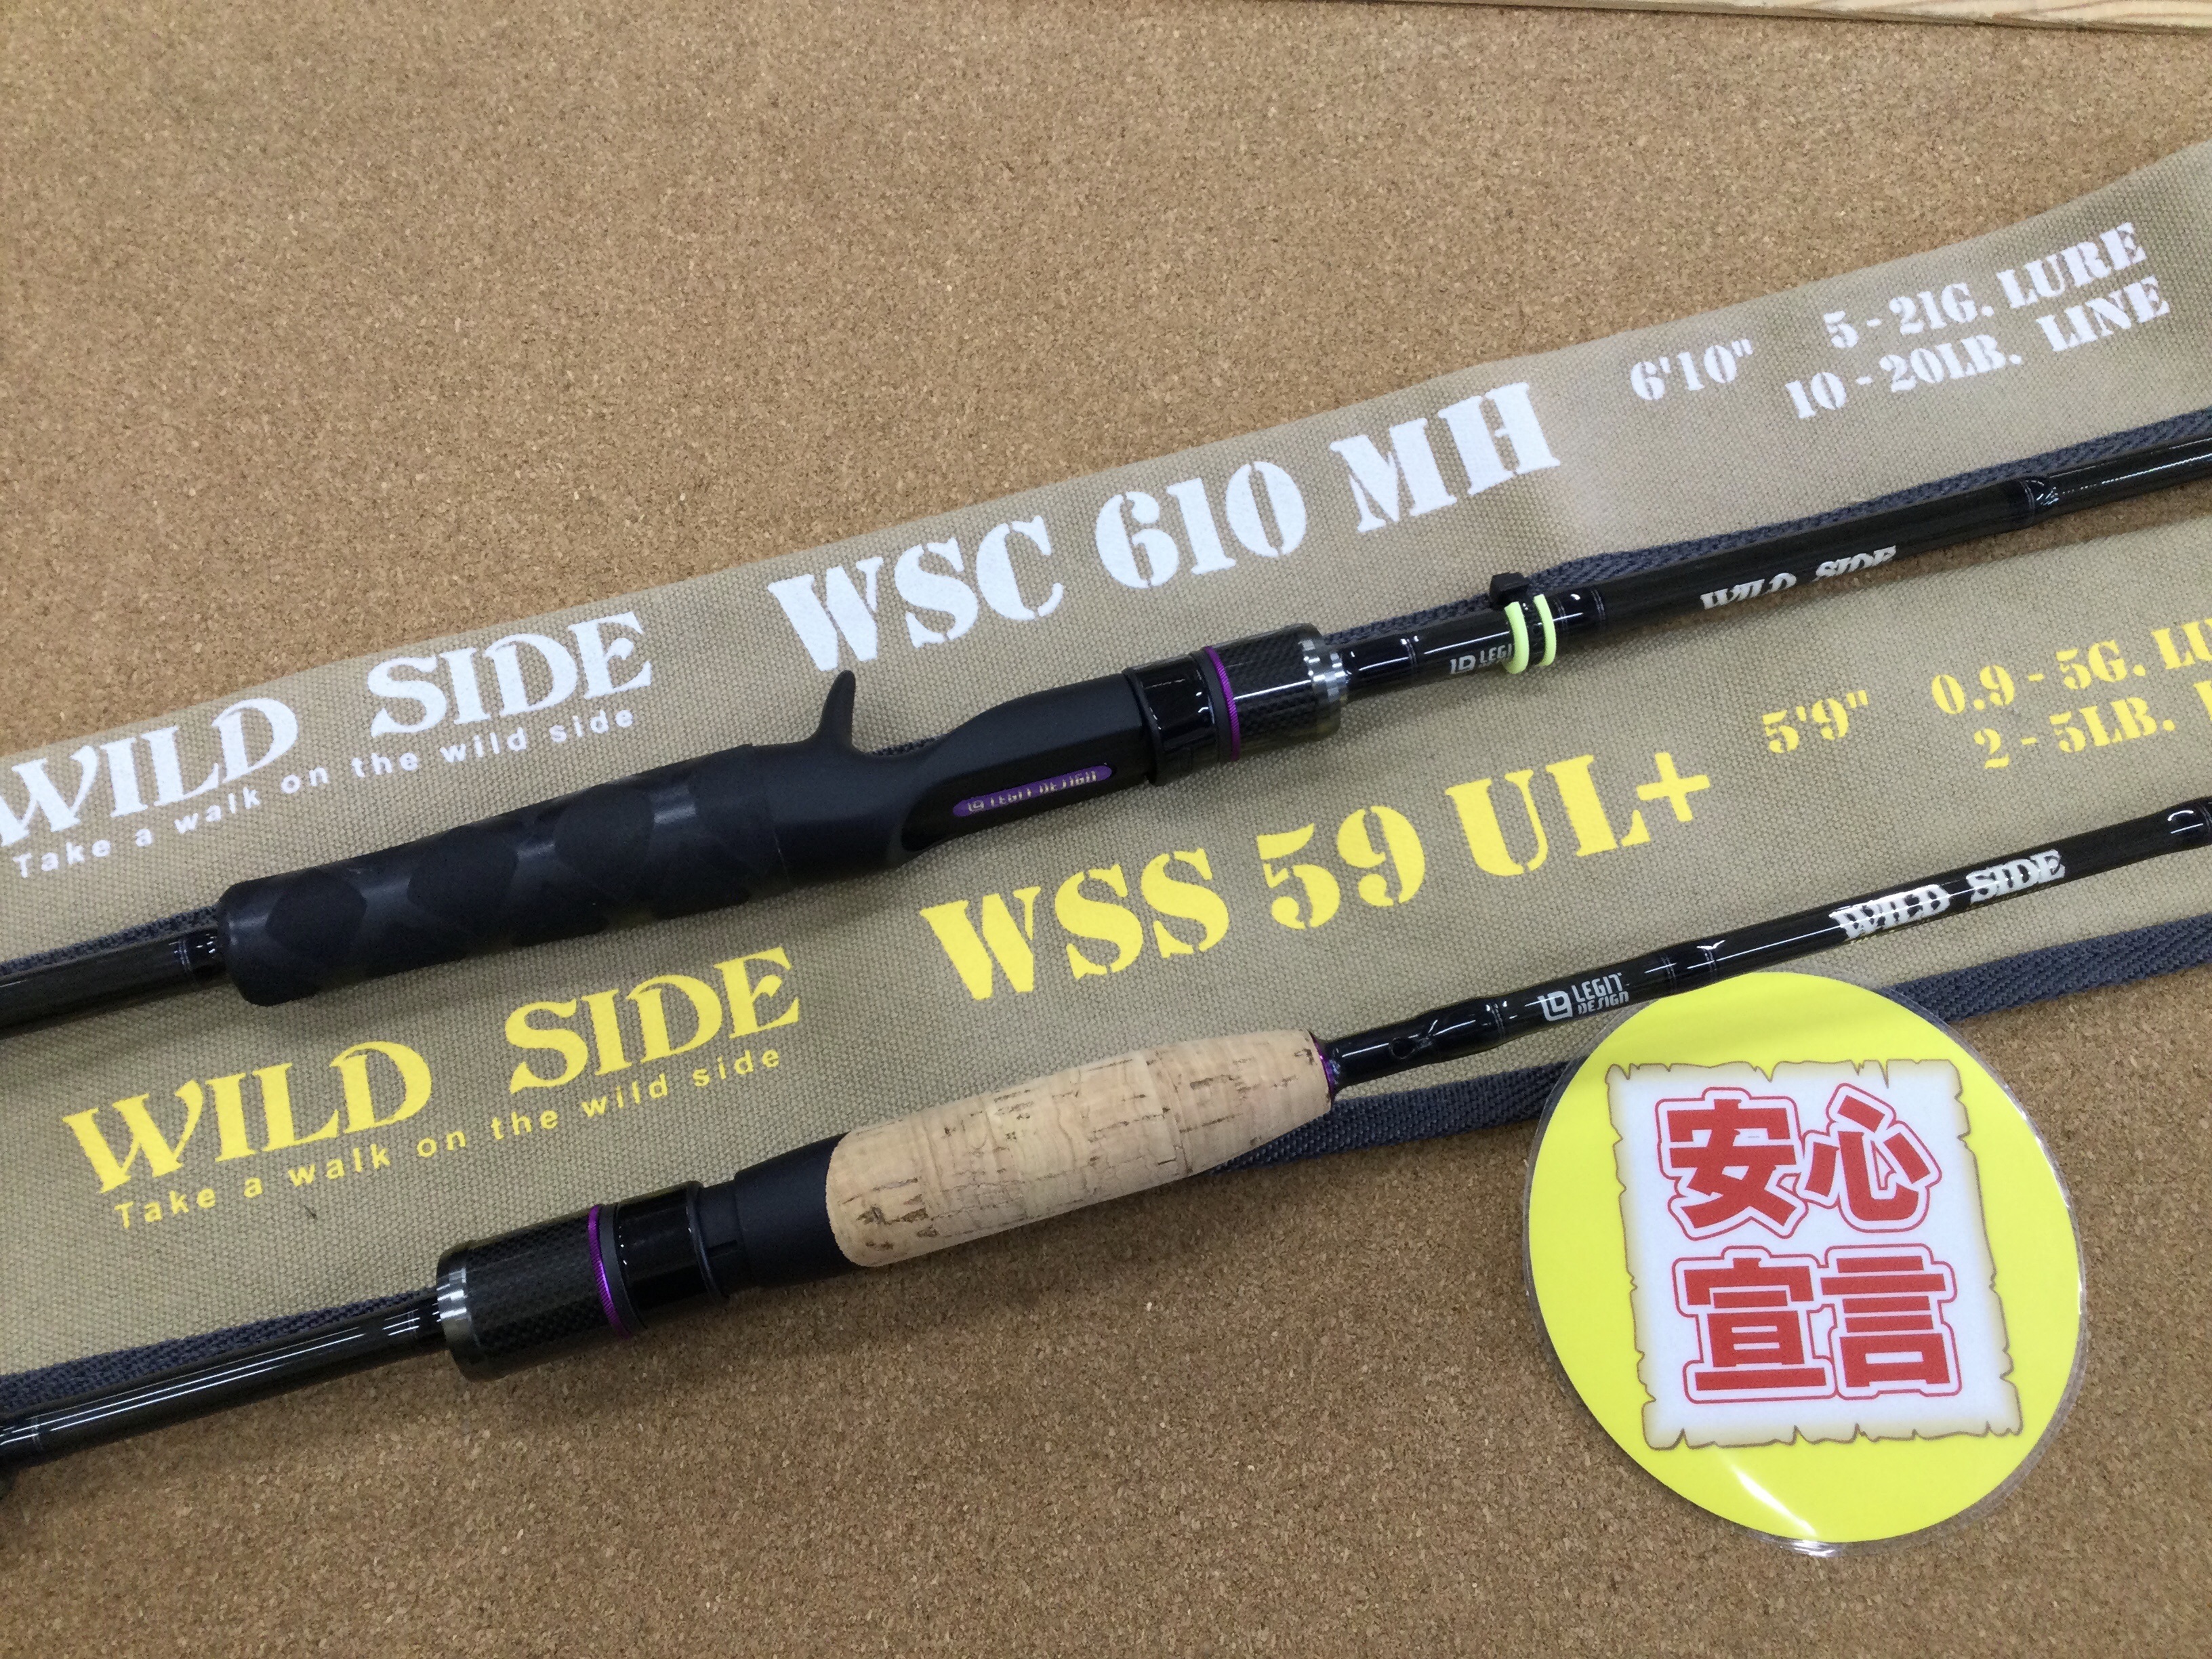 WILD SIDE
Take a walk on the wild side
WSC 610 MH
6'10"
5 - 21G. LURE
10 - 20LB. LINE
LEGIT DESIGN
WILD SIDE
WILD SIDE
Take a walk on the wild side
WSS 59 UL+
5'9"
0.9 - 5G.
2 - 5LB.
LEGIT
DESIGN
WILD SIDE
安心
宣言